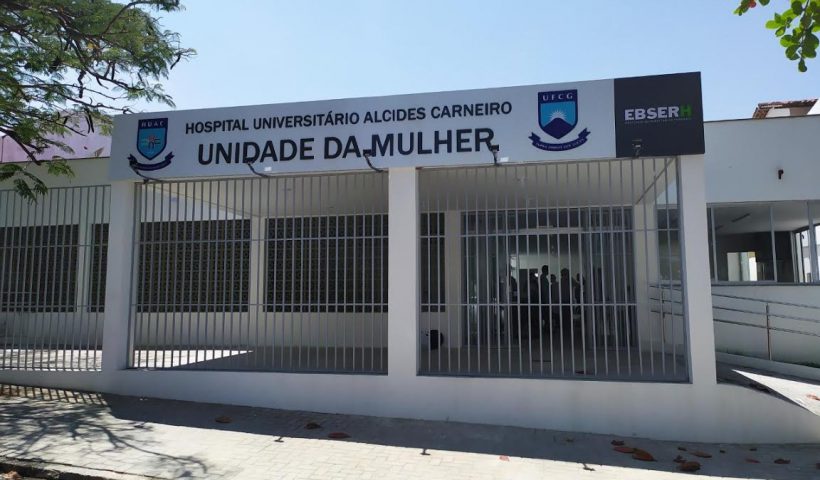 HUAC
HOSPITAL UNIVERSITÁRIO ALCIDES CARNEIRO
UNIDADE DA MULHER
UFCG
EBSERH